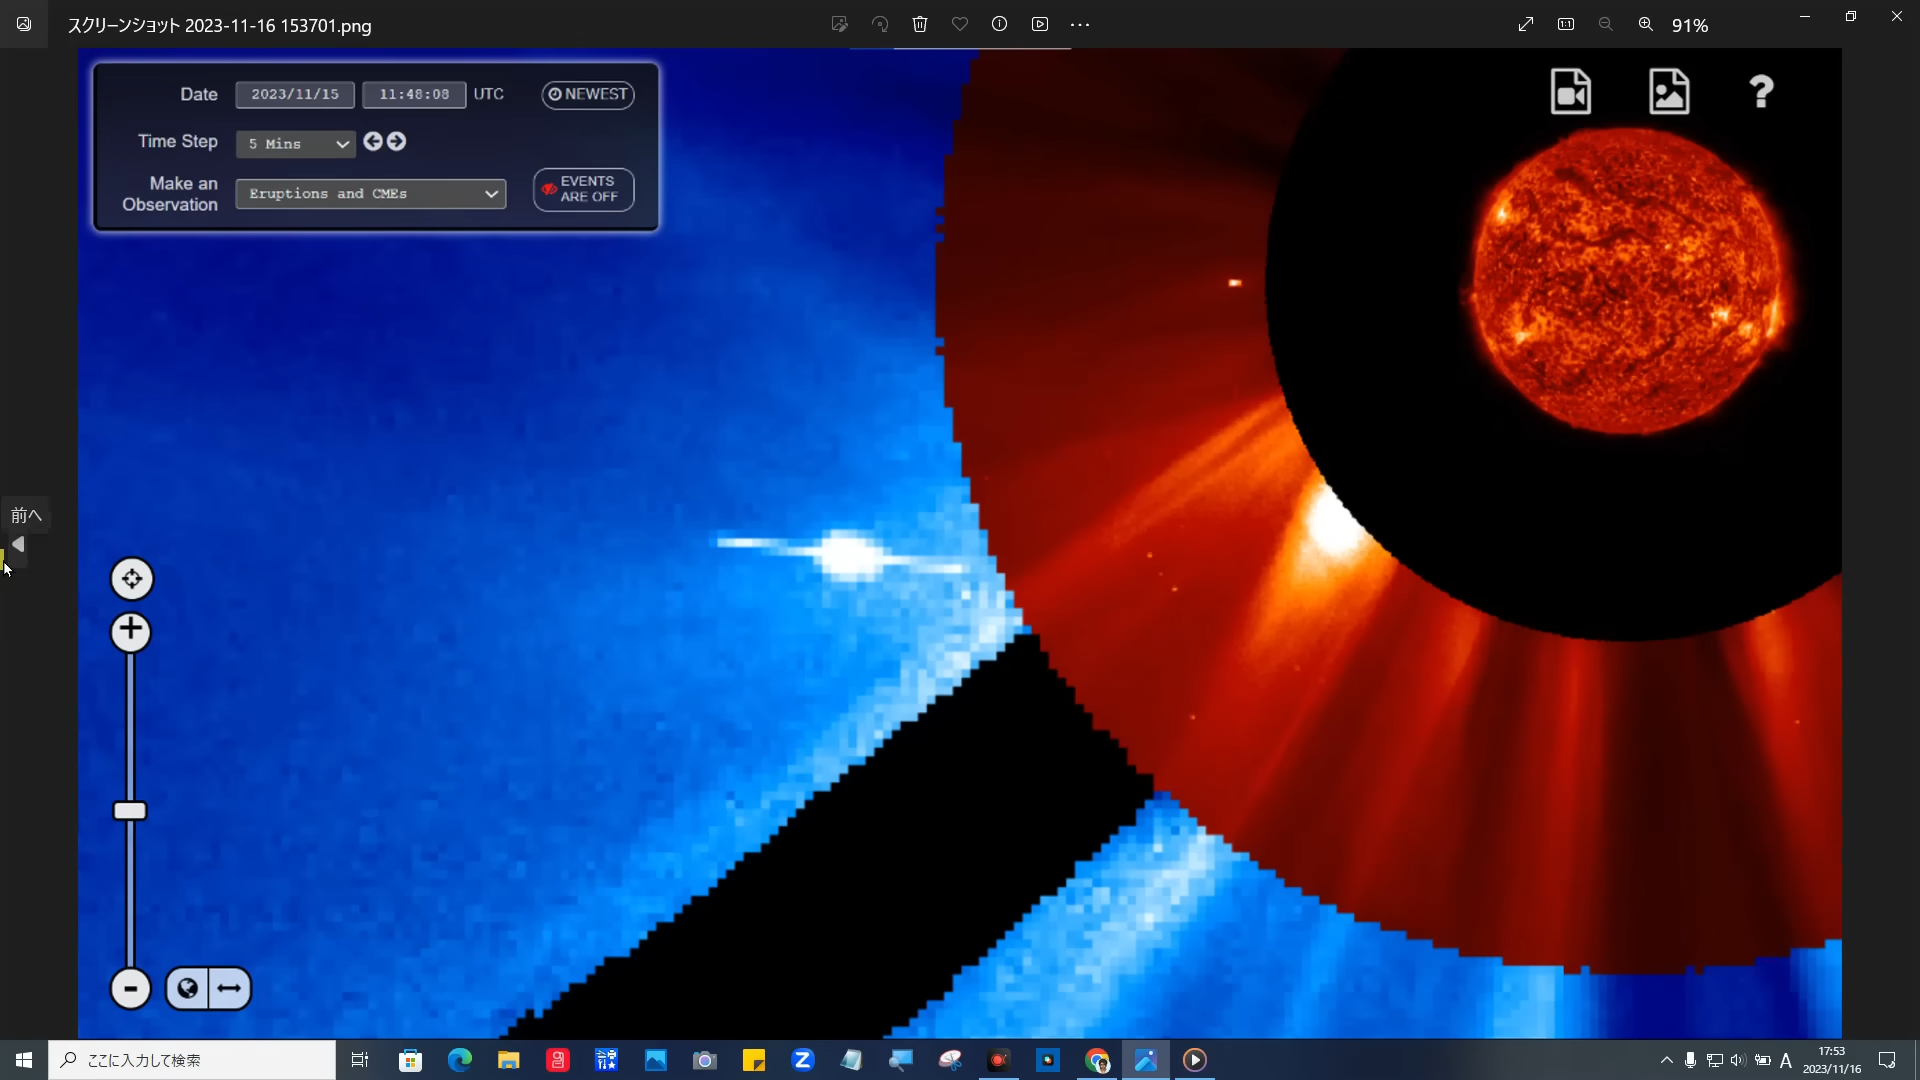 スクリーンショット 2023-11-16 153701.png
91%
Date 2023/11/15 11:48:08 UTC NEWEST
Time Step 5 Mins
Make an
Observation
Eruptions and CMEs
EVENTS
ARE OFF
?
前へ
ここに入力して検索
A
17:53
2023/11/16